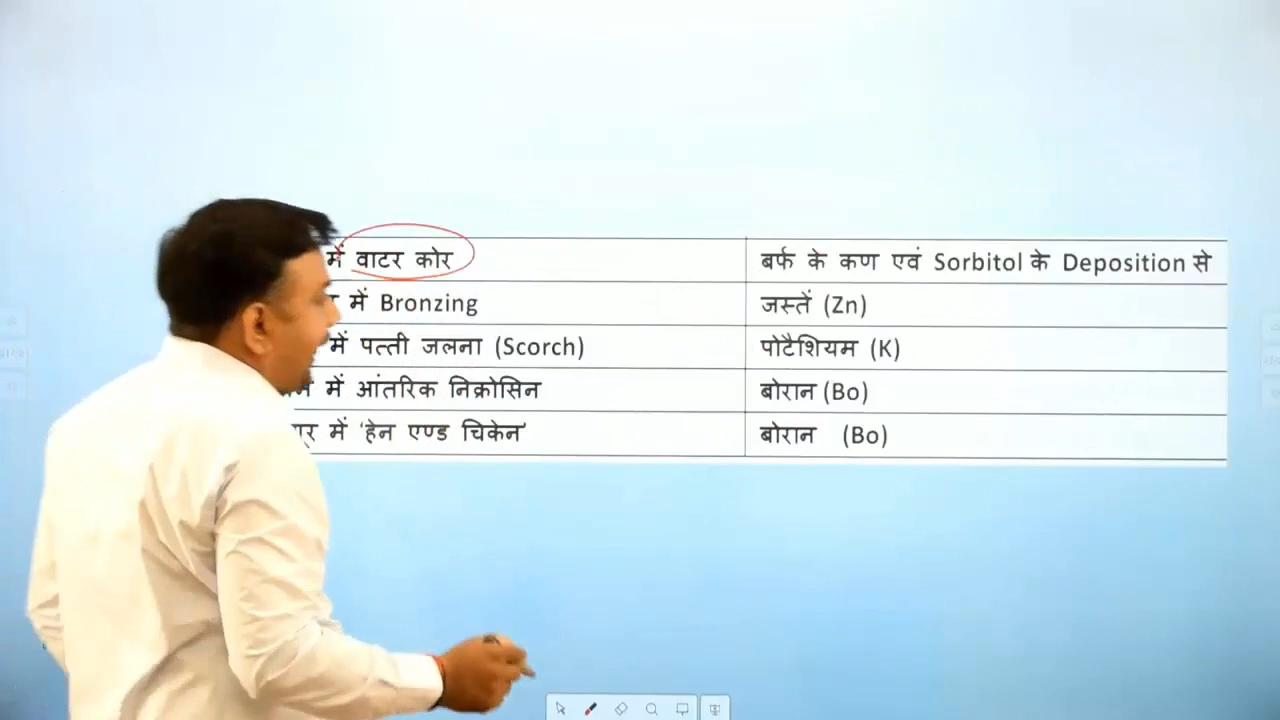 में वाटर कोर बर्फ के कण एवं Sorbitol के Deposition से
में Bronzing जस्तें (Zn)
में पत्ती जलना (Scorch) पोटैशियम (K)
में आंतरिक निक्रोसिन बोरान (Bo)
में 'हेन एण्ड चिकेन' बोरान (Bo)